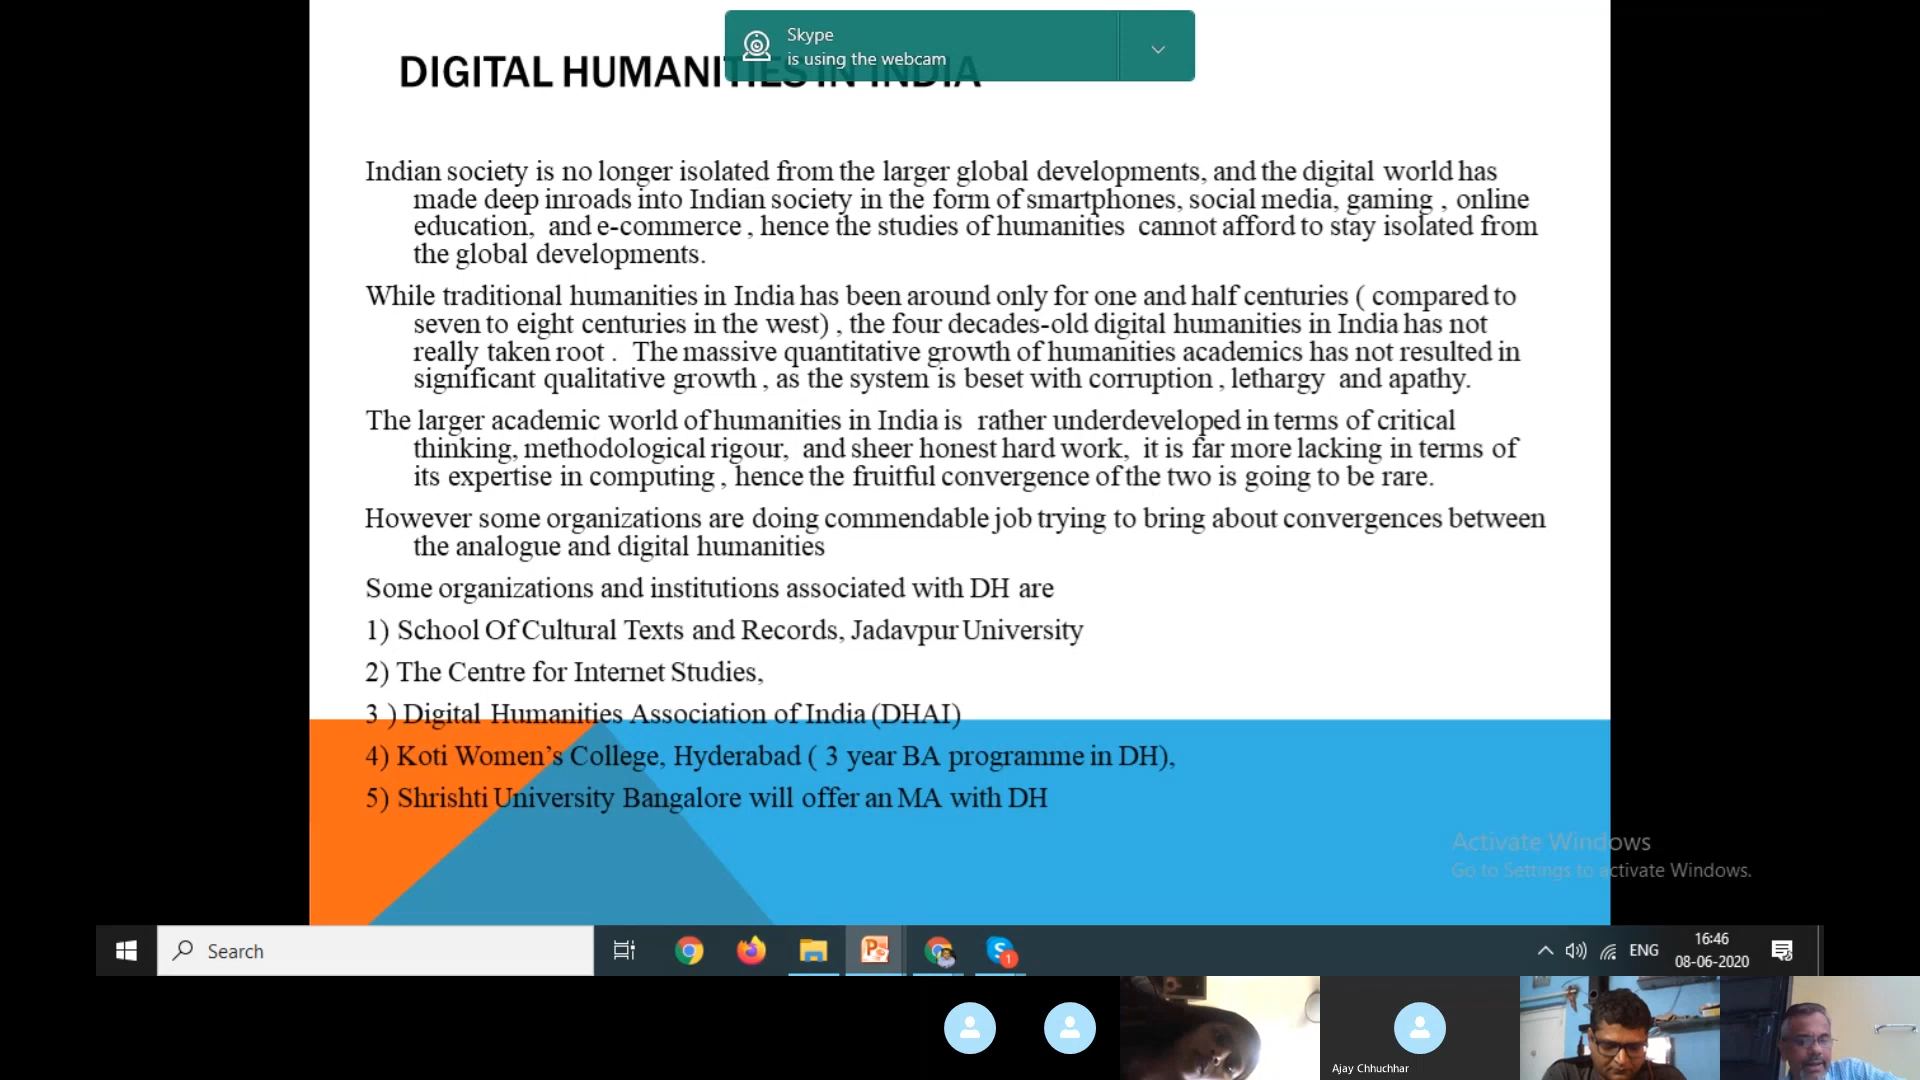 Skype
is using the webcam
DIGITAL HUMANITIES IN INDIA
Indian society is no longer isolated from the larger global developments, and the digital world has
made deep inroads into Indian society in the form of smartphones, social media, gaming , online
education, and e-commerce , hence the studies of humanities cannot afford to stay isolated from
the global developments.
While traditional humanities in India has been around only for one and half centuries ( compared to
seven to eight centuries in the west) , the four decades-old digital humanities in India has not
really taken root . The massive quantitative growth of humanities academics has not resulted in
significant qualitative growth , as the system is beset with corruption , lethargy and apathy.
The larger academic world of humanities in India is rather underdeveloped in terms of critical
thinking, methodological rigour, and sheer honest hard work, it is far more lacking in terms of
its expertise in computing , hence the fruitful convergence of the two is going to be rare.
However some organizations are doing commendable job trying to bring about convergences between
the analogue and digital humanities
Some organizations and institutions associated with DH are
1) School Of Cultural Texts and Records, Jadavpur University
2) The Centre for Internet Studies,
3 ) Digital Humanities Association of India (DHAI)
4) Koti Women’s College, Hyderabad ( 3 year BA programme in DH),
5) Shrishti University Bangalore will offer an MA with DH
Activate Windows
Go to Settings to activate Windows.
Search
1
ENG
16:46
08-06-2020
Ajay Chhuchhar